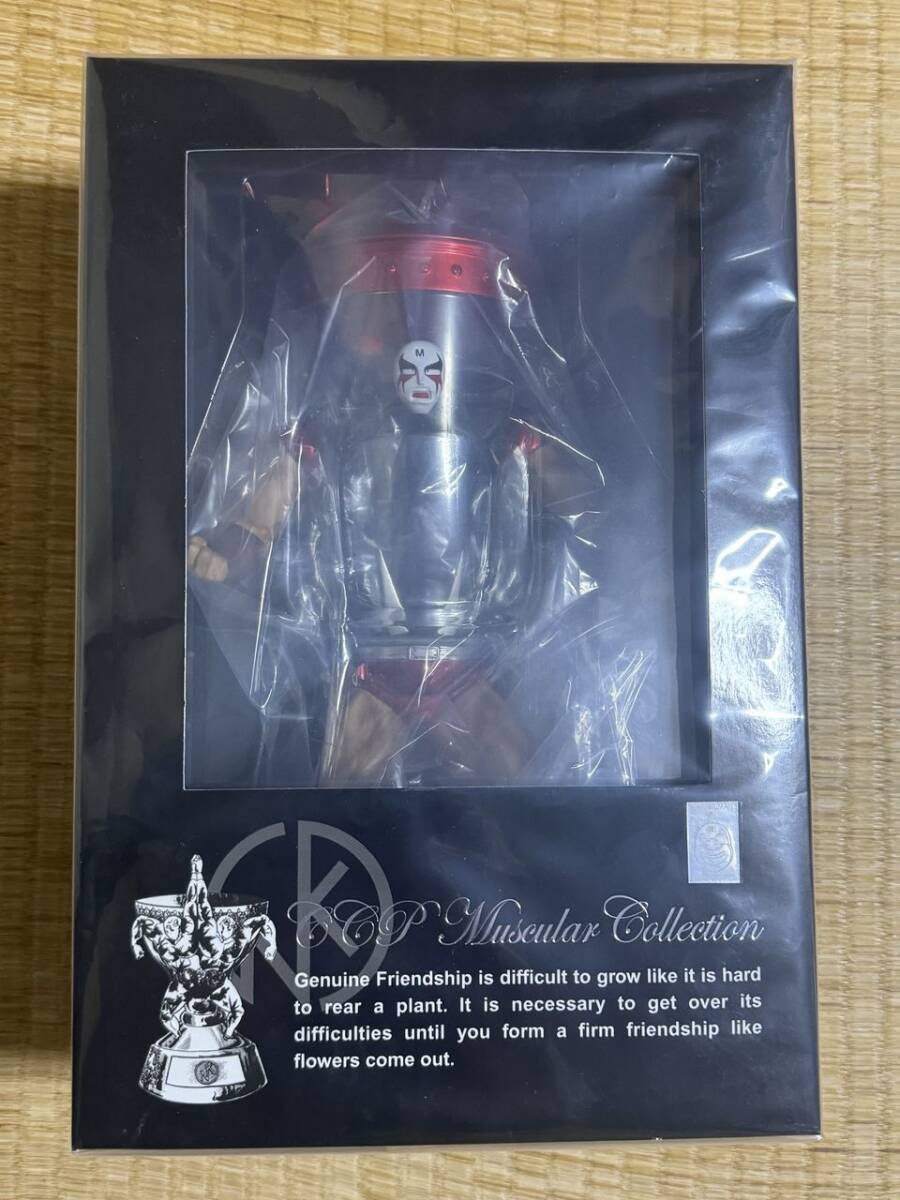 M
CCP Muscular Collection
Genuine Friendship is difficult to grow like it is hard
to rear a plant. It is necessary to get over its
difficulties until you form a firm friendship like
flowers come out.